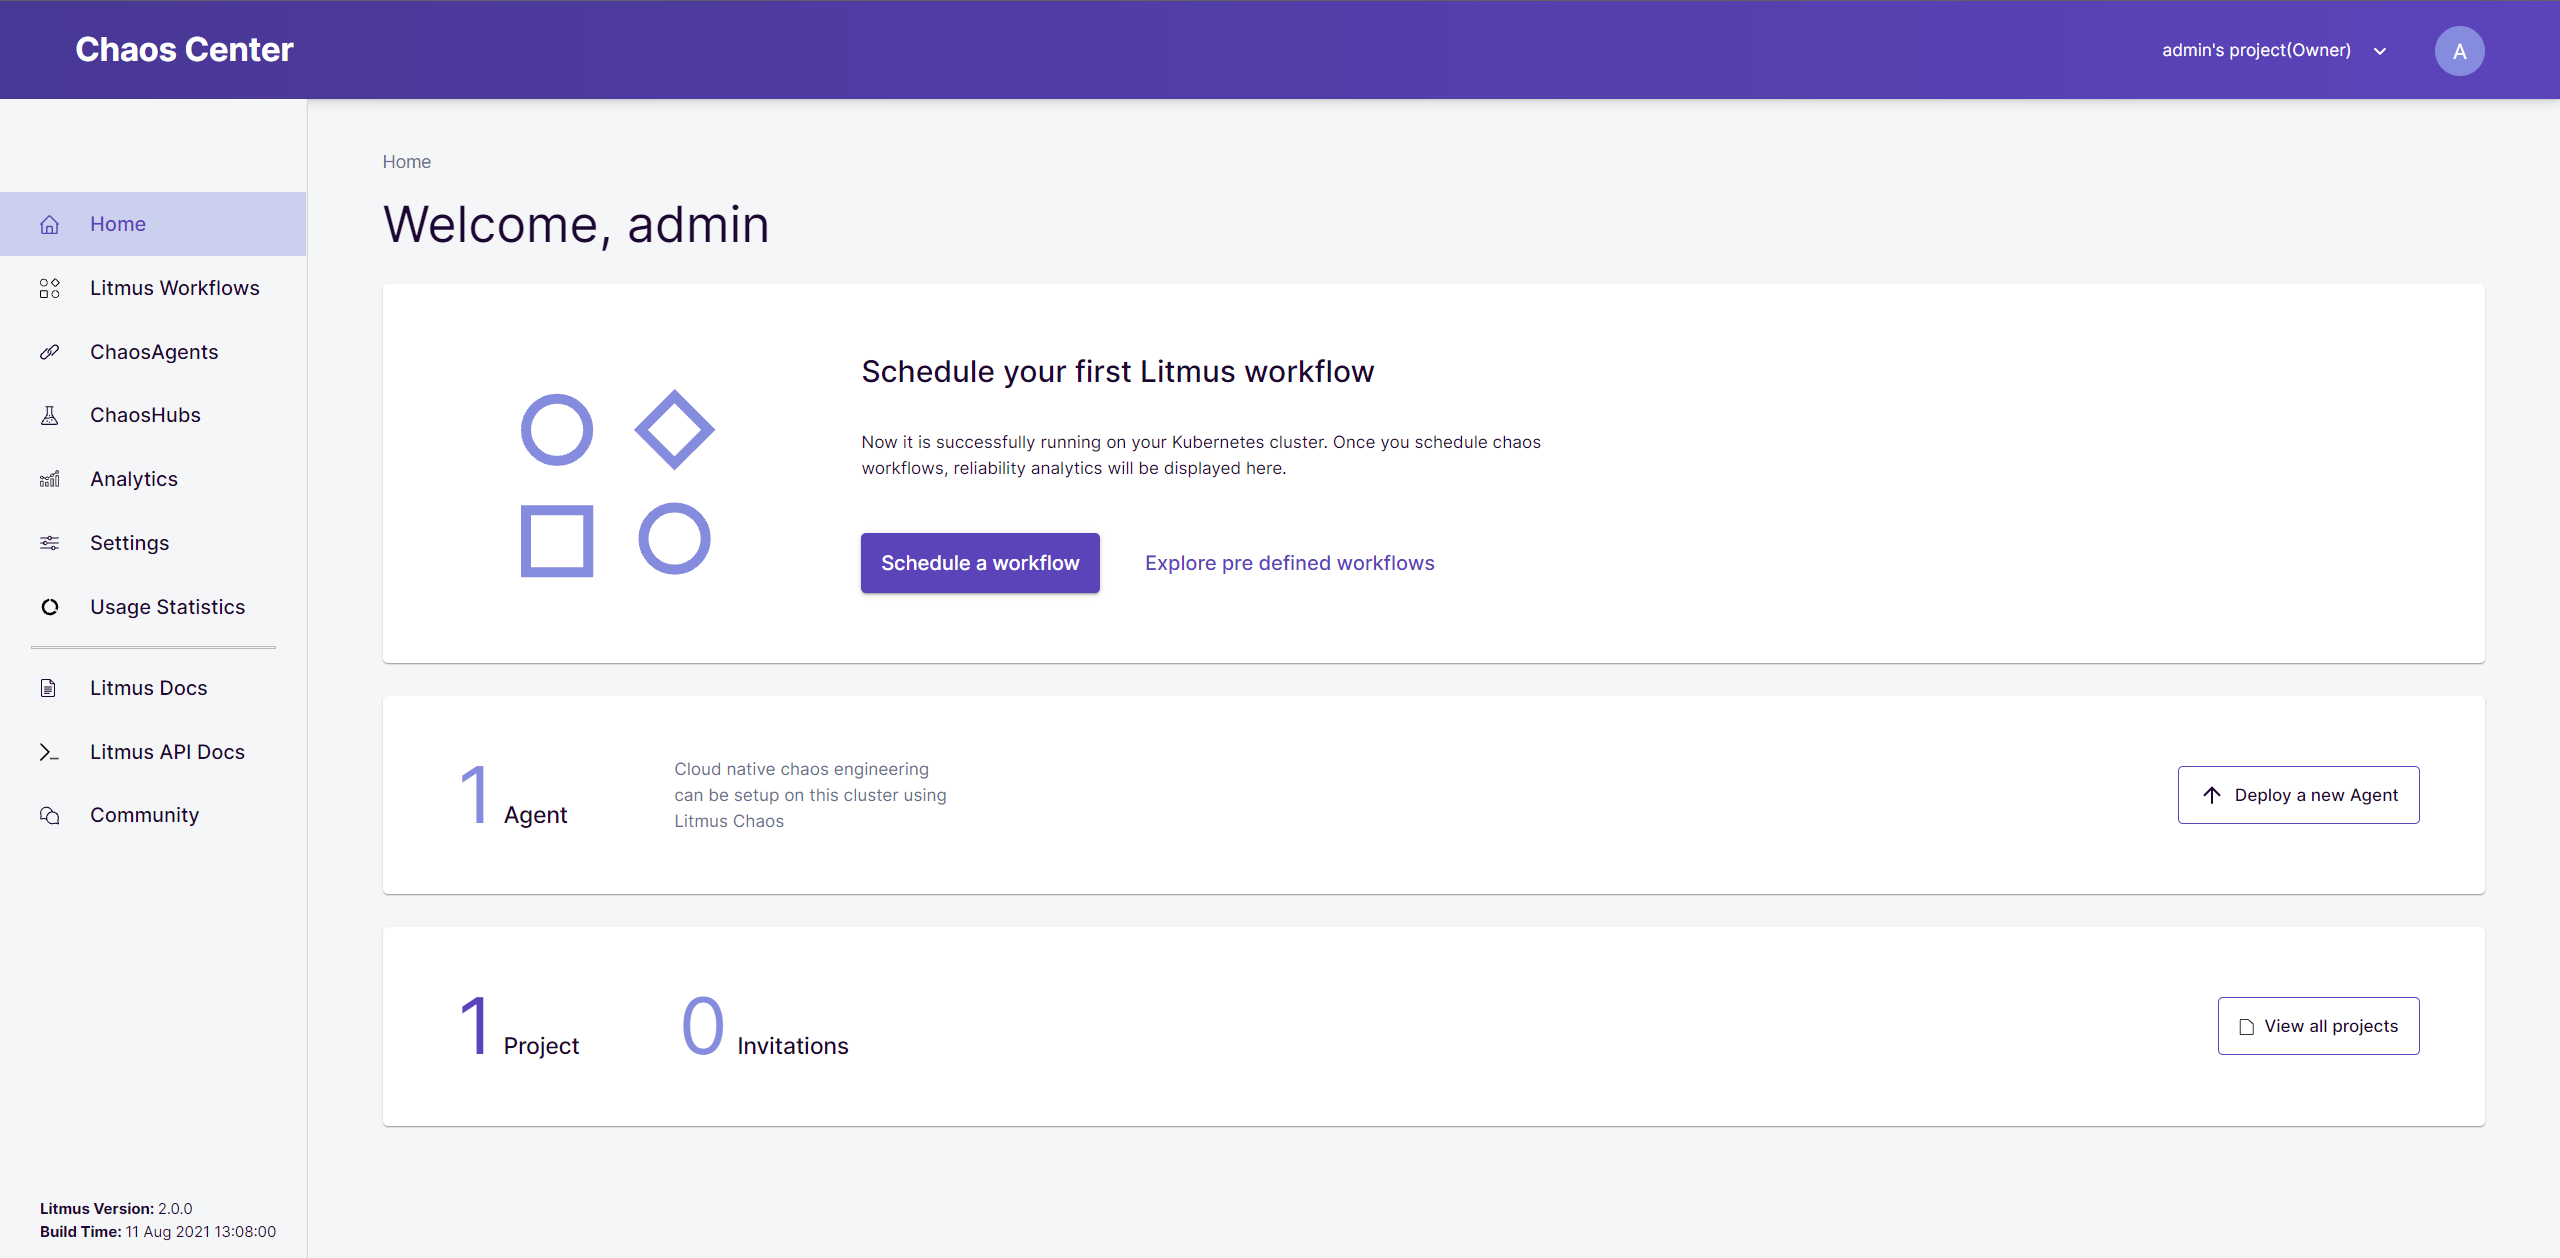 Chaos Center
admin's project(Owner)
A
Home
Litmus Workflows
ChaosAgents
ChaosHubs
Analytics
Settings
Usage Statistics
Litmus Docs
Litmus API Docs
Community
Litmus Version: 2.0.0
Build Time: 11 Aug 2021 13:08:00
Home
Welcome, admin
Schedule your first Litmus workflow
Now it is successfully running on your Kubernetes cluster. Once you schedule chaos
workflows, reliability analytics will be displayed here.
Schedule a workflow
Explore pre defined workflows
1 Agent
Cloud native chaos engineering
can be setup on this cluster using
Litmus Chaos
Deploy a new Agent
1 Project
0 Invitations
View all projects